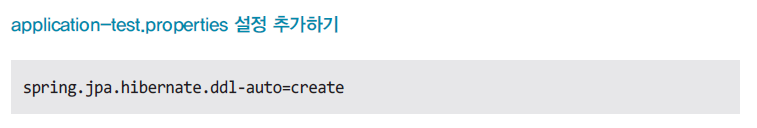 application-test.properties 설정 추가하기
spring.jpa.hibernate.ddl-auto=create